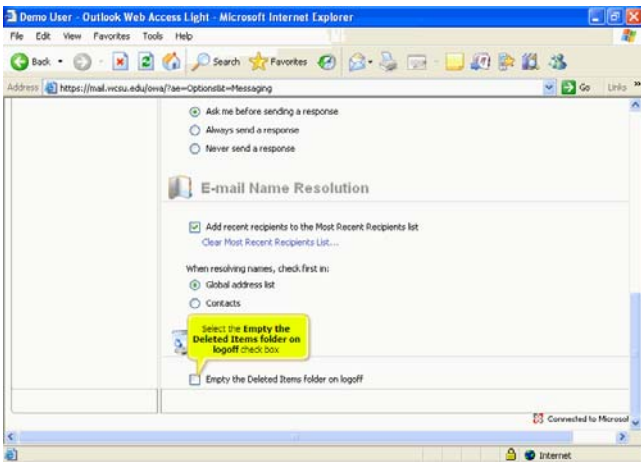 Demo User - Outlook Web Access Light - Microsoft Internet Explorer
File Edit View Favorites Tools Help
Back Search Favorites
Address https://mail.wcsu.edu/owa/?ae=Options&t=Messaging Go Links »
Ask me before sending a response
Always send a response
Never send a response
E-mail Name Resolution
Add recent recipients to the Most Recent Recipients list
Clear Most Recent Recipients List...
When resolving names, check first in:
Global address list
Contacts
Select the Empty the
Deleted Items folder on
logoff check box
Empty the Deleted Items folder on logoff
Connected to Microsof
Internet